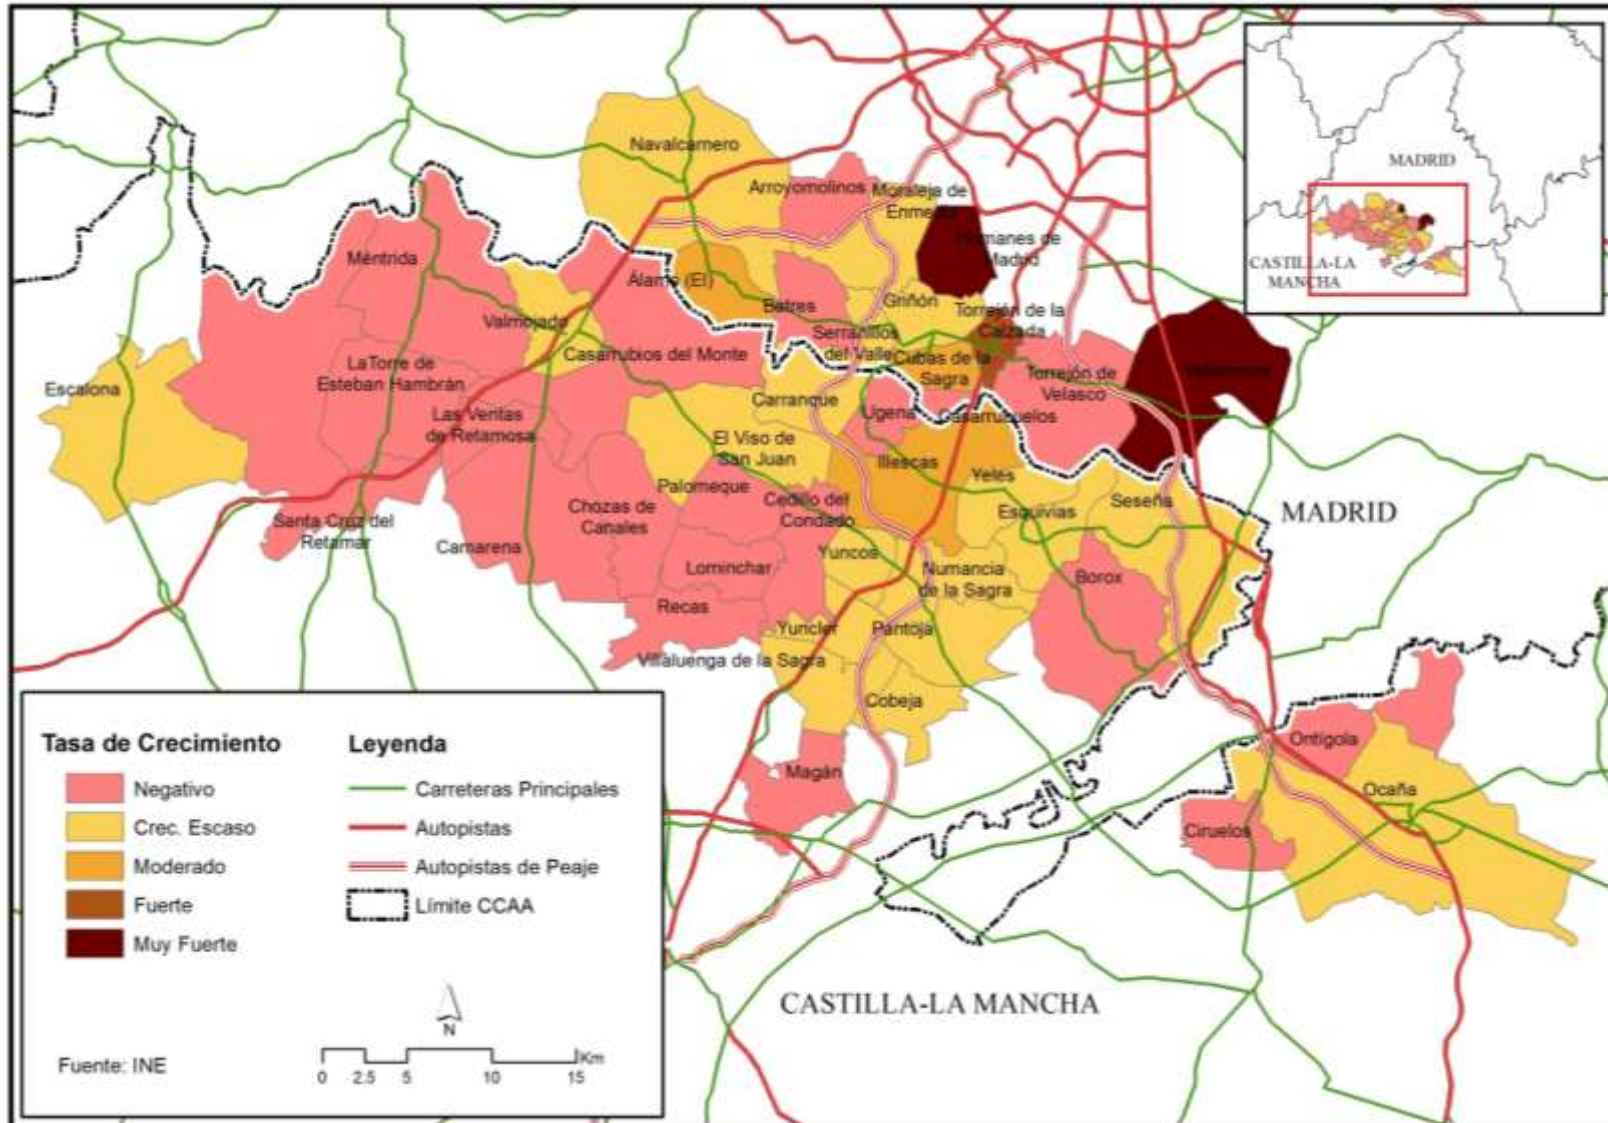 MADRID
CASTILLA-LA
MANCHA
Navalcarnero
Arroyomolinos
Moraleja de
Humanes de
Madrid
Méntrida
Álamo (El)
Batres
Griñón
Torrejón de la
Calzada
Valmojado
Serranillos
del Valle
Cubas de la
Sagra
Casarrubios del Monte
LaTorre de
Esteban Hambrán
Escalona
Torrejón de
Velasco
Carranque
Ugena
Casarrubuelos
Las Ventas
de Retamosa
El Viso de
San Juan
Illescas
Yeles
Palomeque
Cedillo del
Condado
Esquivias
Seseña
MADRID
Chozas de
Canales
Santa Cruz del
Retamar
Camarena
Yuncos
Lominchar
Numancia
de la Sagra
Borox
Recas
Yuncler
Pantoja
Villaluenga de la Sagra
Cobeja
Magán
Ontígola
Ocaña
Ciruelos
CASTILLA-LA MANCHA
Tasa de Crecimiento
Negativo
Crec. Escaso
Moderado
Fuerte
Muy Fuerte
Leyenda
Carreteras Principales
Autopistas
Autopistas de Peaje
Límite CCAA
N
Fuente: INE
Km
0 2.5 5 10 15